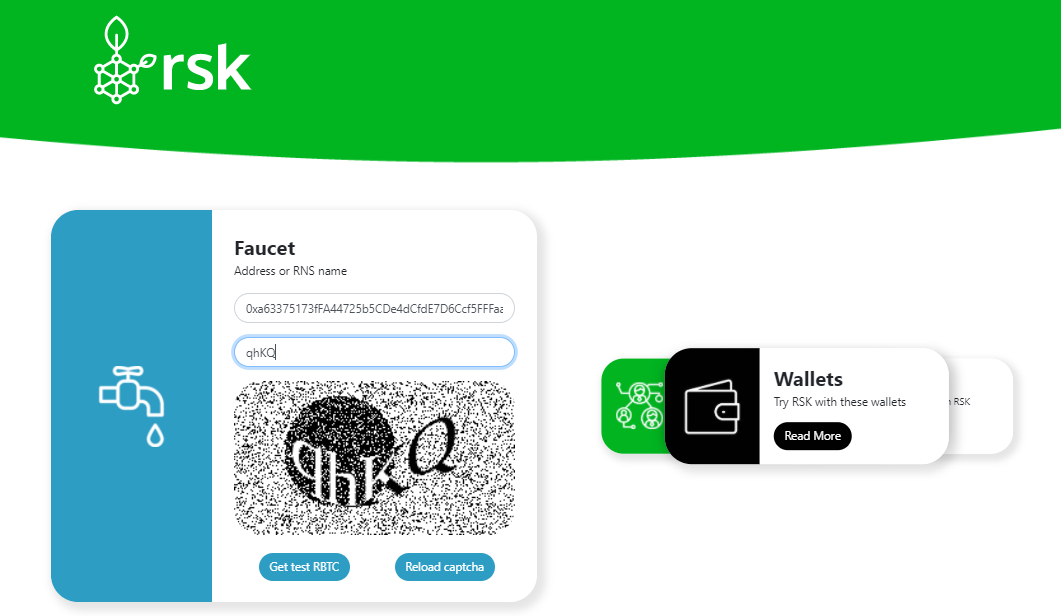 rsk
Faucet
Address or RNS name
0xa63375173fFA44725b5CDe4dCfdE7D6Ccf5FFFaa
qhKQ
qhKQ
Get test RBTC
Reload captcha
Wallets
Try RSK with these wallets
Read More
RSK